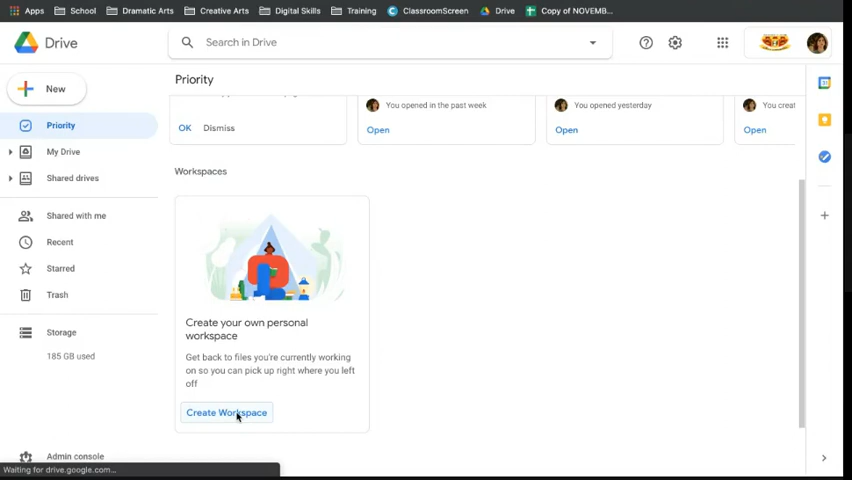 Apps School Dramatic Arts Creative Arts Digital Skills Training ClassroomScreen Drive Copy of NOVEMB...
Drive
Search in Drive
New
Priority
My Drive
Shared drives
Shared with me
Recent
Starred
Trash
Storage
185 GB used
Admin console
Priority
OK Dismiss
You opened in the past week
Open
You opened yesterday
Open
You creat
Open
Workspaces
Create your own personal
workspace
Get back to files you're currently working
on so you can pick up right where you left
off
Create Workspace
Waiting for drive.google.com...